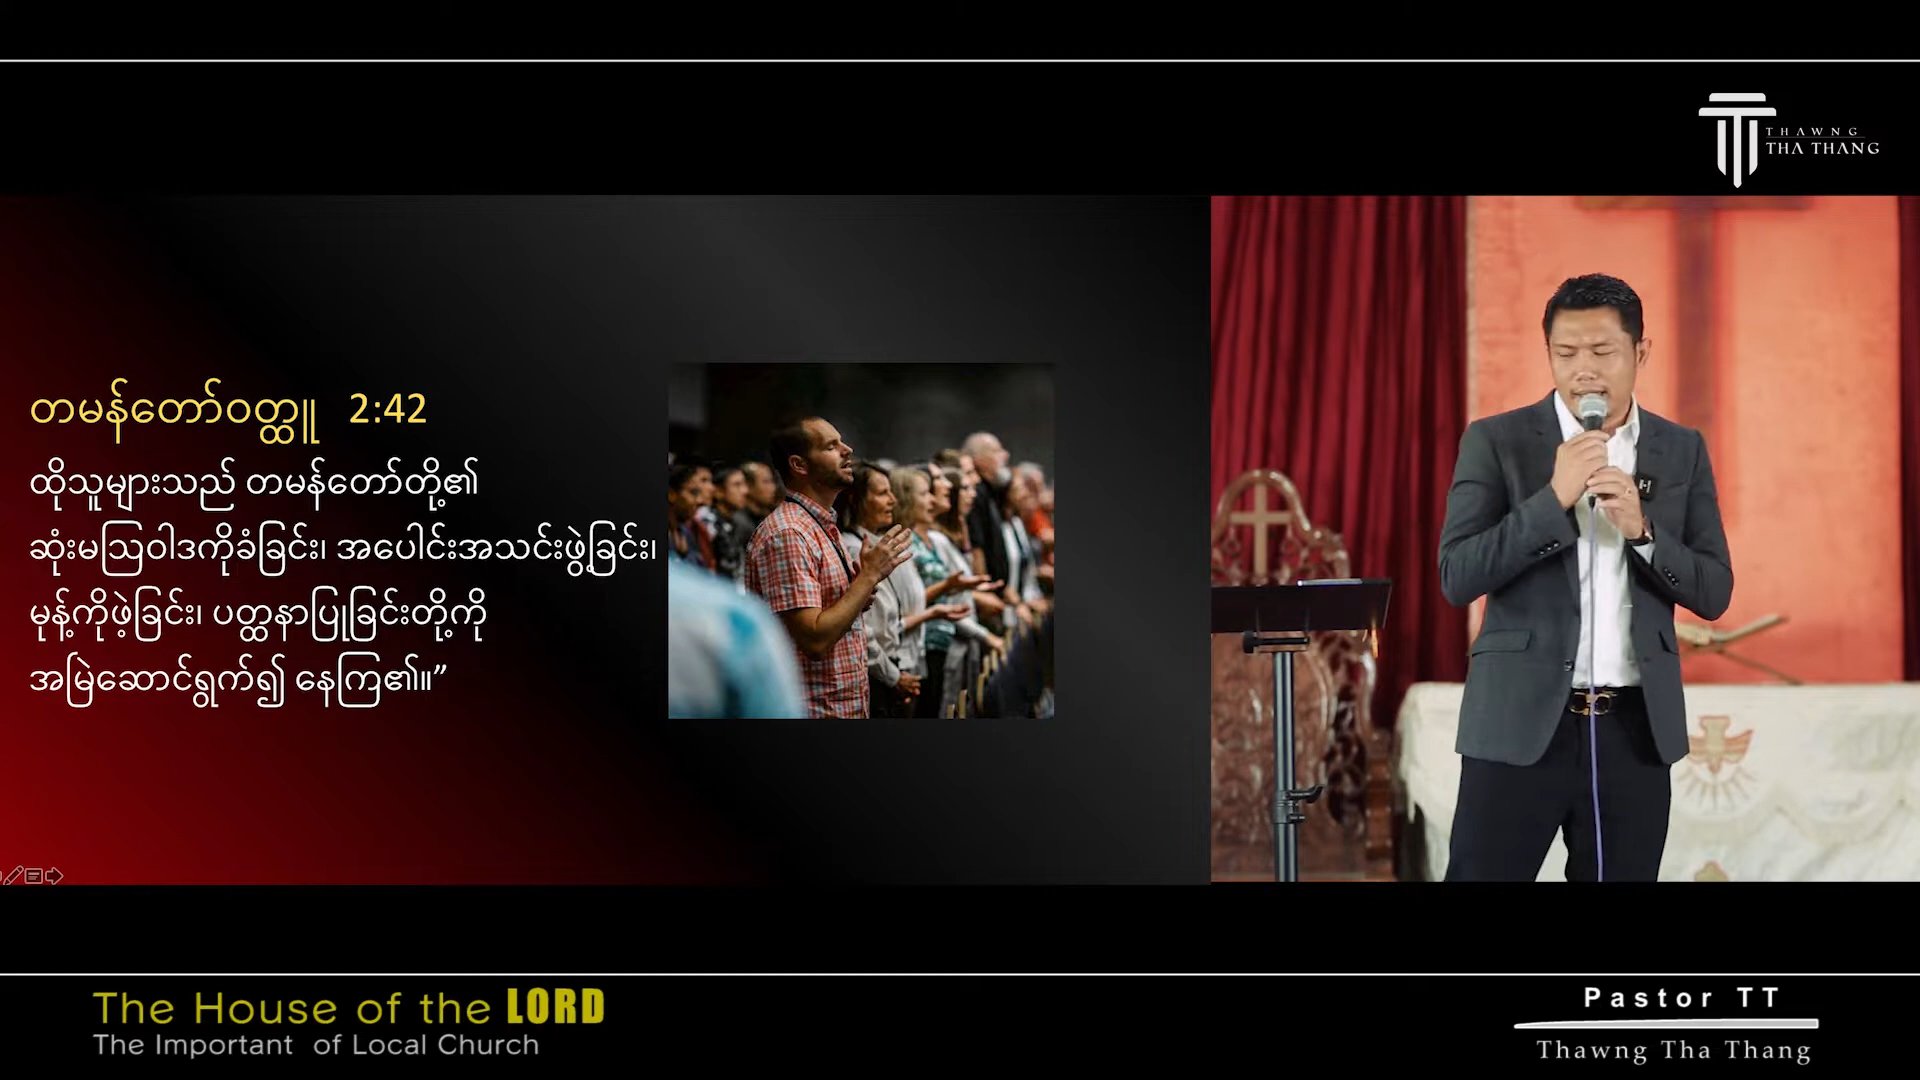 THAWNG
THA THANG
တမန်တော်ဝတ္ထူ 2:42
ထိုသူများသည် တမန်တော်တို့၏
ဆုံးမဩဝါဒကိုခံခြင်း၊ အပေါင်းအသင်းဖွဲ့ခြင်း၊
မုန့်ကိုဖဲ့ခြင်း၊ ပတ္ထနာပြုခြင်းတို့ကို
အမြဲဆောင်ရွက်၍ နေကြ၏။”
The House of the LORD
The Important of Local Church
Pastor TT
Thawng Tha Thang